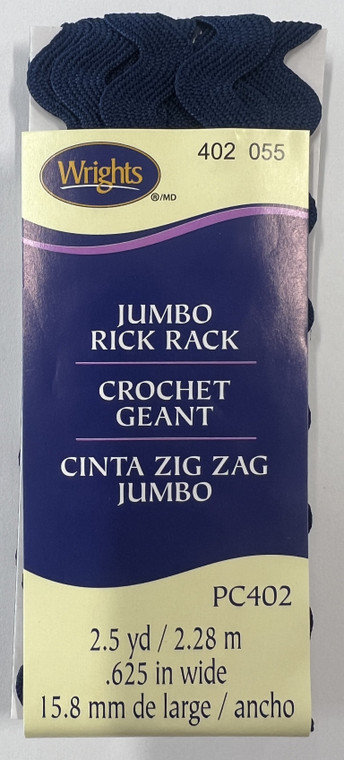 Wrights
®/MD
402 055
JUMBO
RICK RACK
CROCHET
GEANT
CINTA ZIG ZAG
JUMBO
PC402
2.5 yd / 2.28 m
.625 in wide
15.8 mm de large / ancho